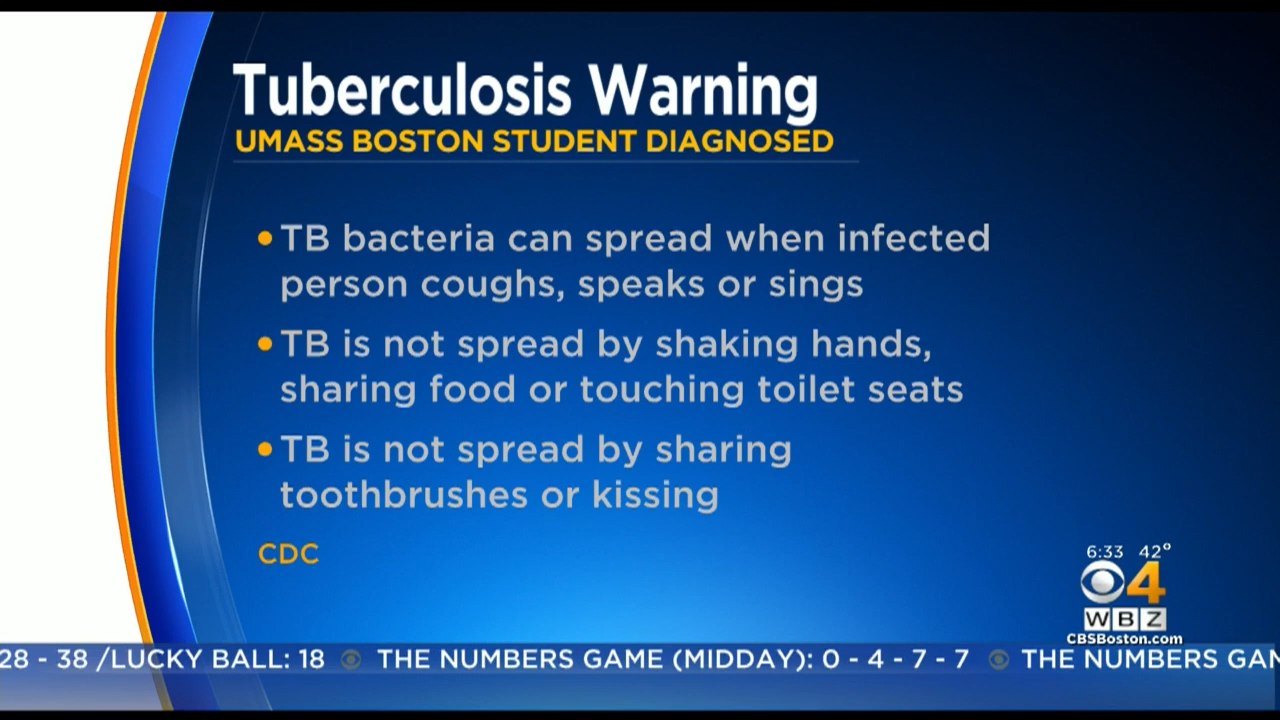 Tuberculosis Warning
UMASS BOSTON STUDENT DIAGNOSED
• TB bacteria can spread when infected
person coughs, speaks or sings
• TB is not spread by shaking hands,
sharing food or touching toilet seats
• TB is not spread by sharing
toothbrushes or kissing
CDC
6:33 42°
4
WBZ
CBSBoston.com
28 - 38 /LUCKY BALL: 18 THE NUMBERS GAME (MIDDAY): 0 - 4 - 7 - 7 THE NUMBERS GAM